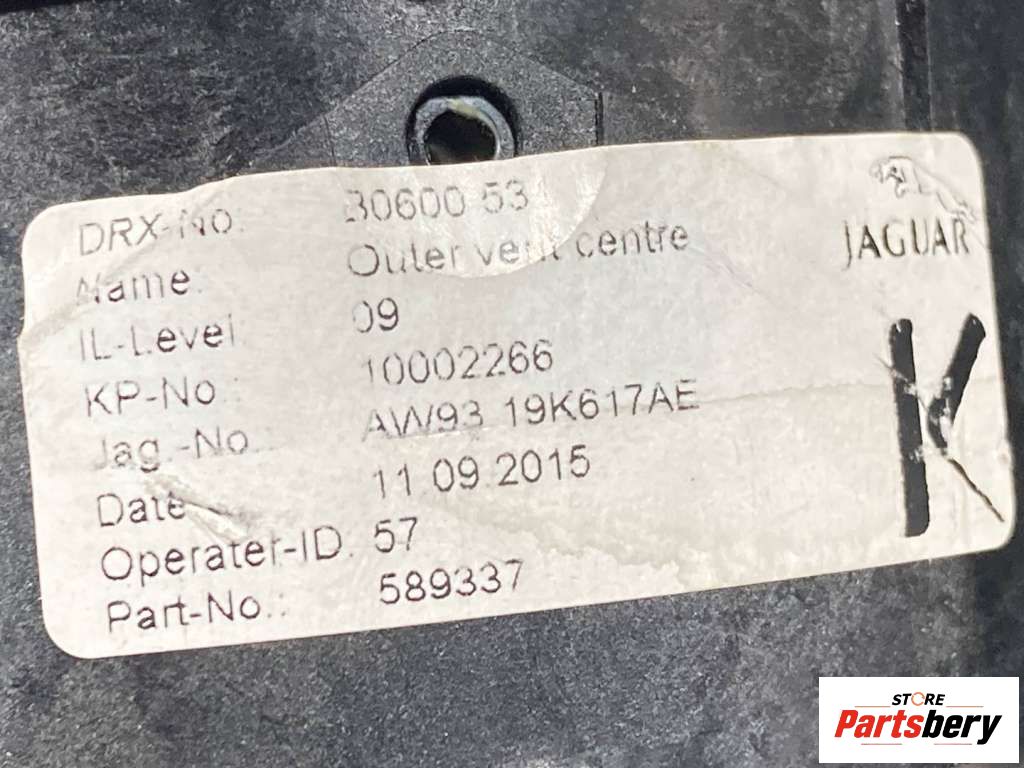 DRX-No: 30600 53
Name: Outer vent centre
IL-Level 09
KP-No.: 10002266
Jag.-No.: AW93 19K617AE
Date 11.09.2015
Operater-ID. 57
Part-No.: 589337
JAGUAR
K
STORE
Partsbery